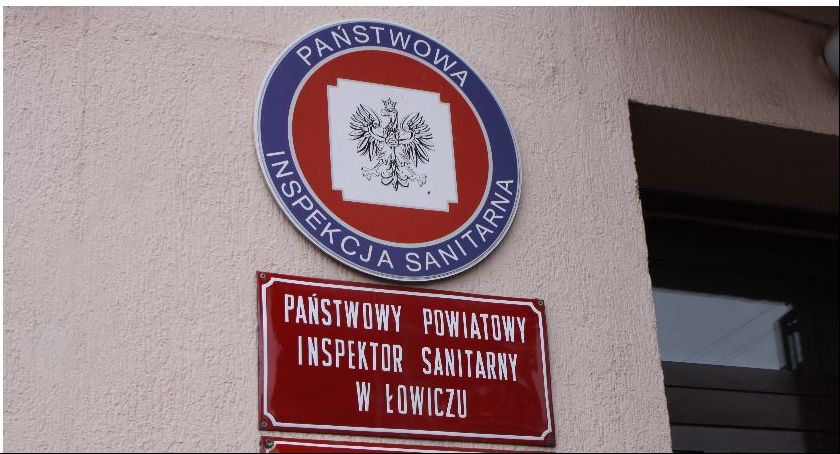 PAŃSTWOWA
INSPEKCJA SANITARNA
PAŃSTWOWY POWIATOWY
INSPEKTOR SANITARNY
W ŁOWICZU